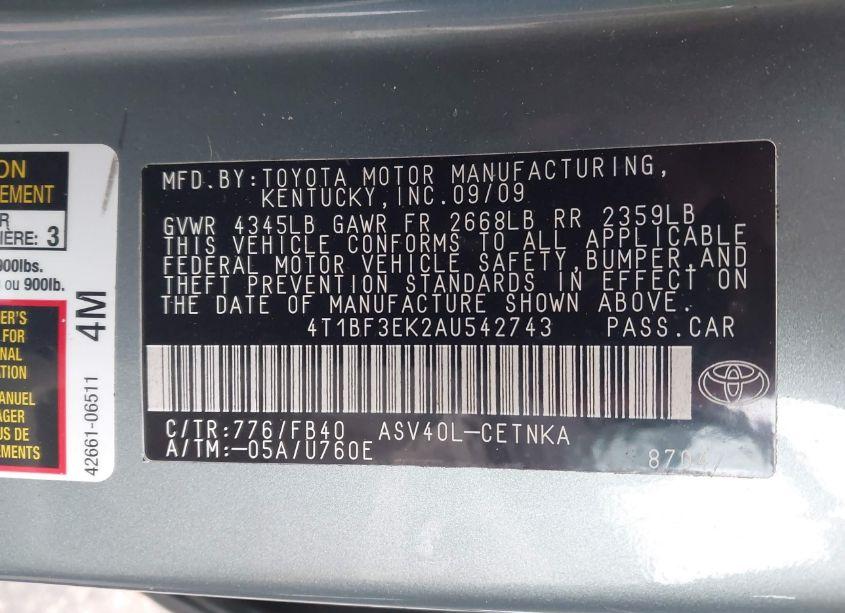 ON
EMENT
R
IERE: 3
900lbs.
ou 900lb.
ER'S
FOR
NAL
ATION
ANUEL
AGER
US DE
EMENTS
4M
42661-06511
MFD.BY:TOYOTA MOTOR MANUFACTURING,
KENTUCKY,INC.09/09
GVWR 4345LB GAWR FR 2668LB RR 2359LB
THIS VEHICLE CONFORMS TO ALL APPLICABLE
FEDERAL MOTOR VEHICLE SAFETY,BUMPER,AND
THEFT PREVENTION STANDARDS IN EFFECT ON
THE DATE OF MANUFACTURE SHOWN ABOVE.
4T1BF3EK2AU542743 PASS.CAR
C/TR:776/FB40 ASV40L-CETNKA
A/TM:-05A/U760E
8704